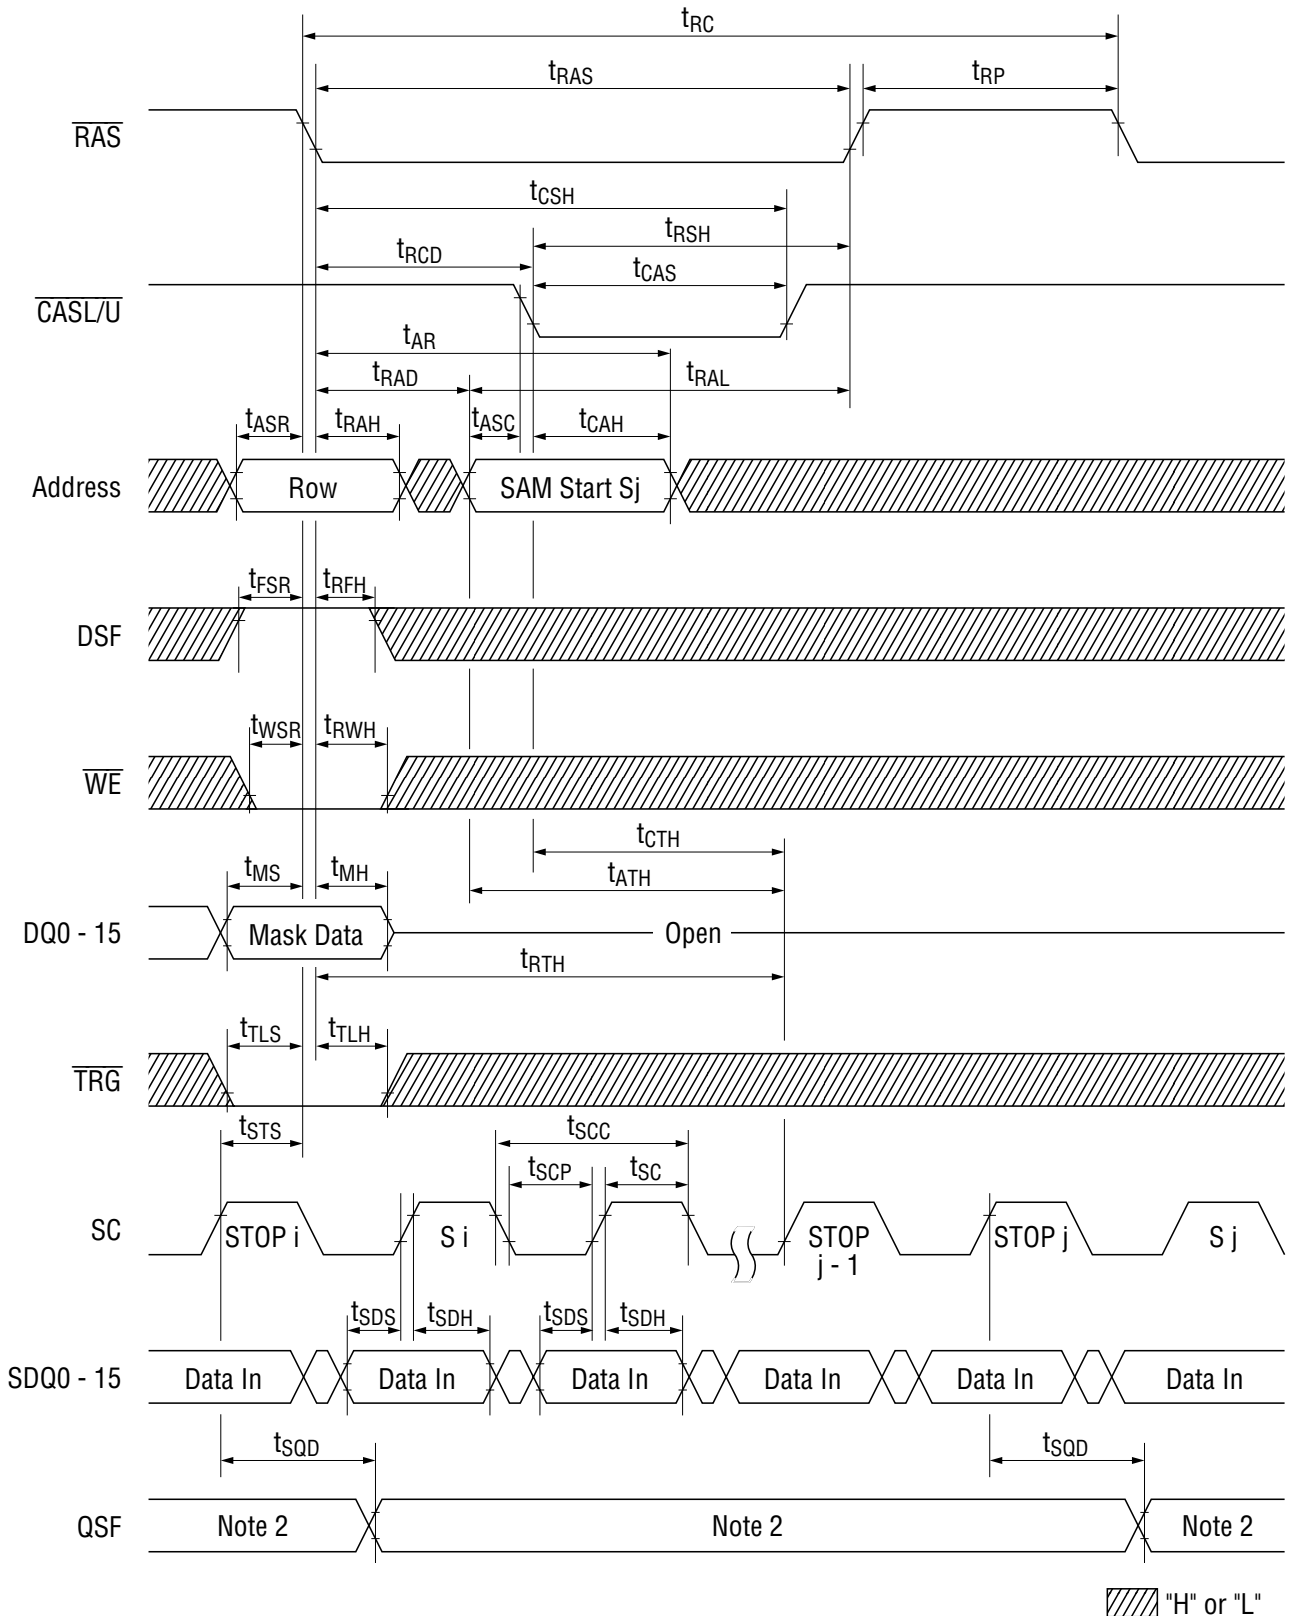 tRC
tRAS
tRP
RAS
tCSH
tRSH
tRCD
tCAS
CASL/U
tAR
tRAD
tRAL
tASR
tRAH
tASC
tCAH
Address
Row
SAM Start Sj
tFSR
tRFH
DSF
tWSR
tRWH
WE
tCTH
tMS
tMH
tATH
DQ0 - 15
Mask Data
Open
tRTH
tTLS
tTLH
TRG
tSTS
tSCC
tSCP
tSC
SC
STOP i
S i
STOP
j - 1
STOP j
S j
tSDS
tSDH
tSDS
tSDH
SDQ0 - 15
Data In
Data In
Data In
Data In
Data In
Data In
tSQD
tSQD
QSF
Note 2
Note 2
Note 2
"H" or "L"